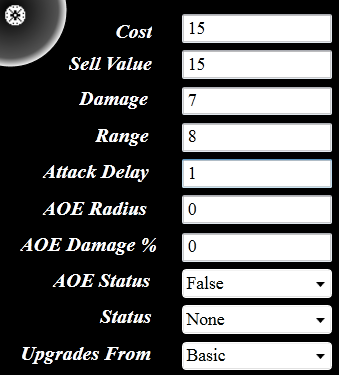 Cost 15
Sell Value 15
Damage 7
Range 8
Attack Delay 1
AOE Radius 0
AOE Damage % 0
AOE Status False
Status None
Upgrades From Basic